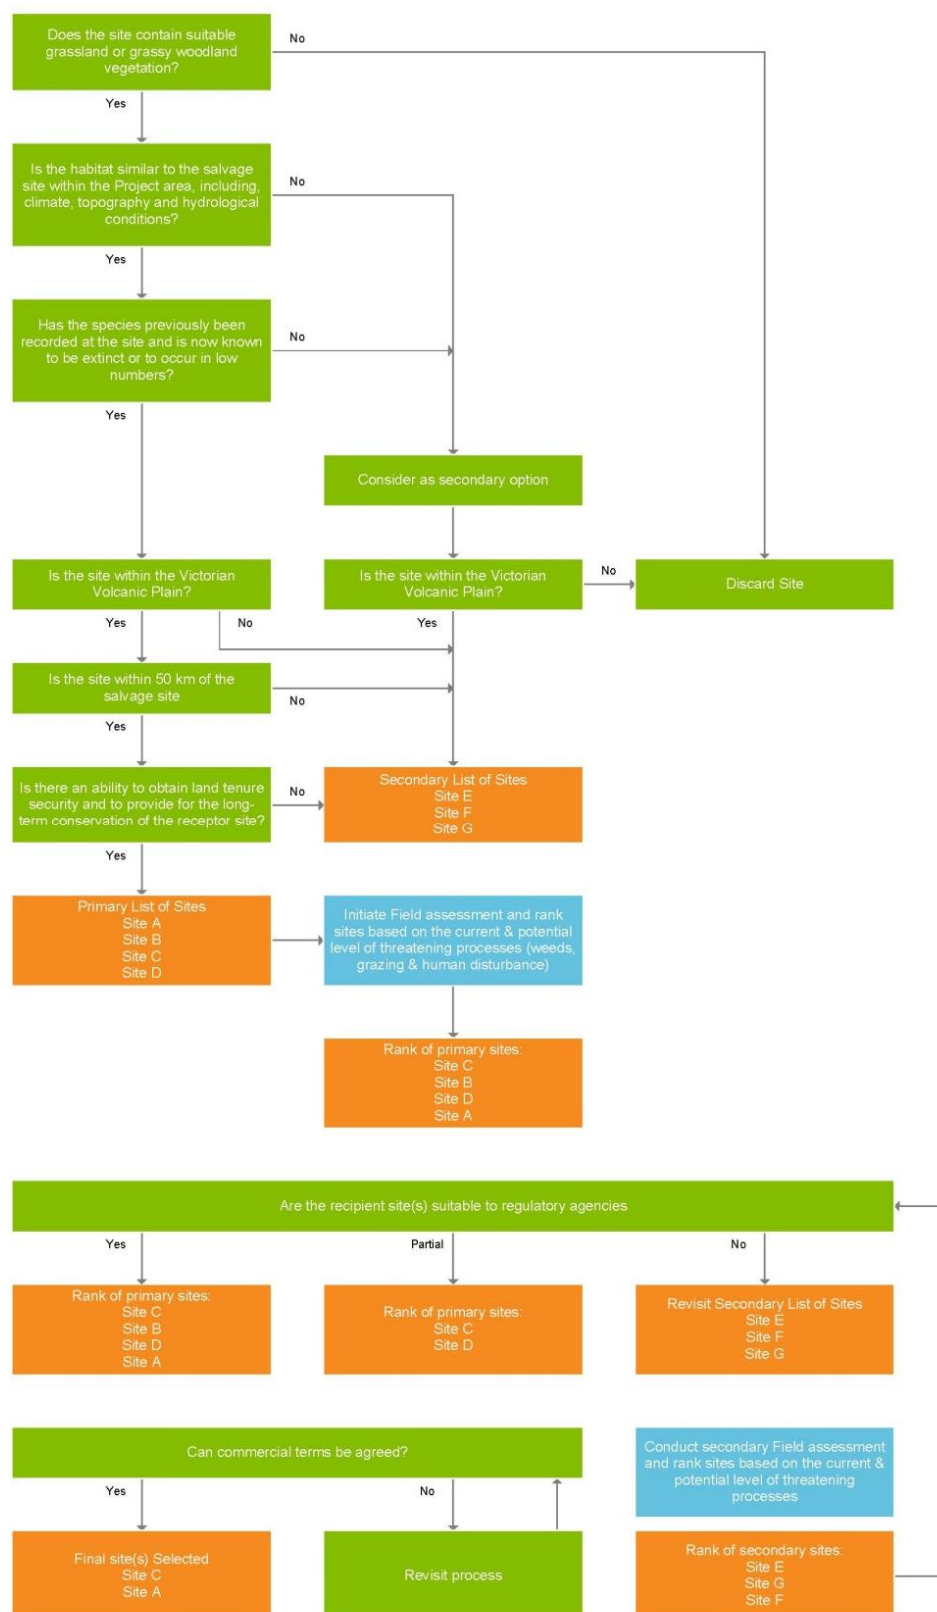 Does the site contain suitable
grassland or grassy woodland
vegetation?
No
Yes
Is the habitat similar to the salvage
site within the Project area, including,
climate, topography and hydrological
conditions?
No
Yes
Has the species previously been
recorded at the site and is now known
to be extinct or to occur in low
numbers?
No
Yes
Consider as secondary option
Is the site within the Victorian
Volcanic Plain?
Is the site within the Victorian
Volcanic Plain?
No
Discard Site
Yes
No
Yes
Is the site within 50 km of the
salvage site
No
Yes
Is there an ability to obtain land tenure
security and to provide for the long-
term conservation of the receptor site?
No
Secondary List of Sites
Site E
Site F
Site G
Yes
Primary List of Sites
Site A
Site B
Site C
Site D
Initiate Field assessment and rank
sites based on the current & potential
level of threatening processes (weeds,
grazing & human disturbance)
Rank of primary sites:
Site C
Site B
Site D
Site A
Are the recipient site(s) suitable to regulatory agencies
Yes
Partial
No
Rank of primary sites:
Site C
Site B
Site D
Site A
Rank of primary sites:
Site C
Site D
Revisit Secondary List of Sites
Site E
Site F
Site G
Can commercial terms be agreed?
Conduct secondary Field assessment
and rank sites based on the current &
potential level of threatening
processes
Yes
No
Final site(s) Selected
Site C
Site A
Revisit process
Rank of secondary sites:
Site E
Site G
Site F